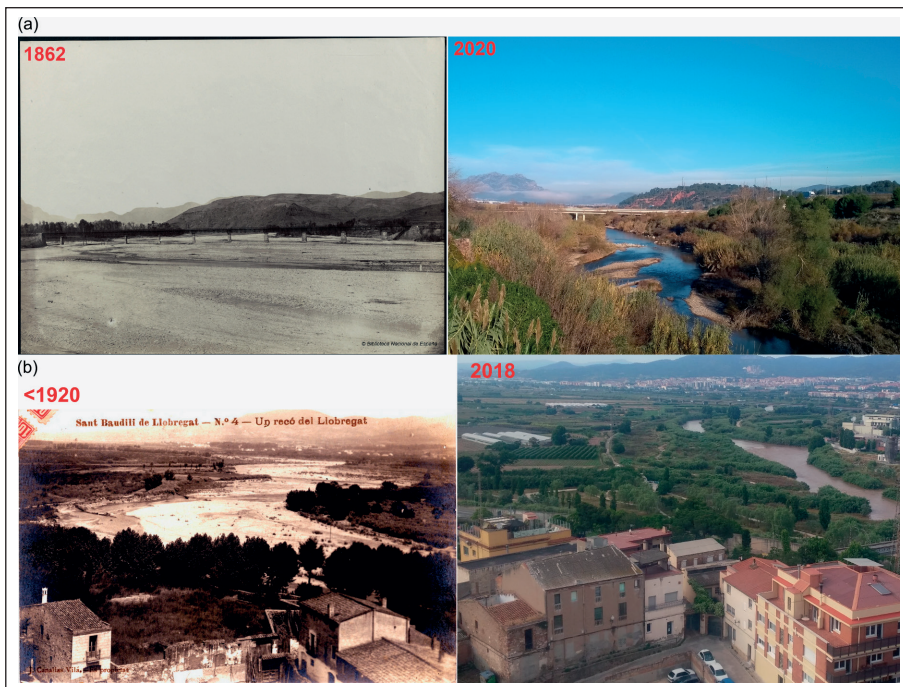 (a)
1862
2020
© Biblioteca Nacional de España
(b)
<1920
2018
Sant Baudili de Llobregat — N.º 4 — Un recó del Llobregat